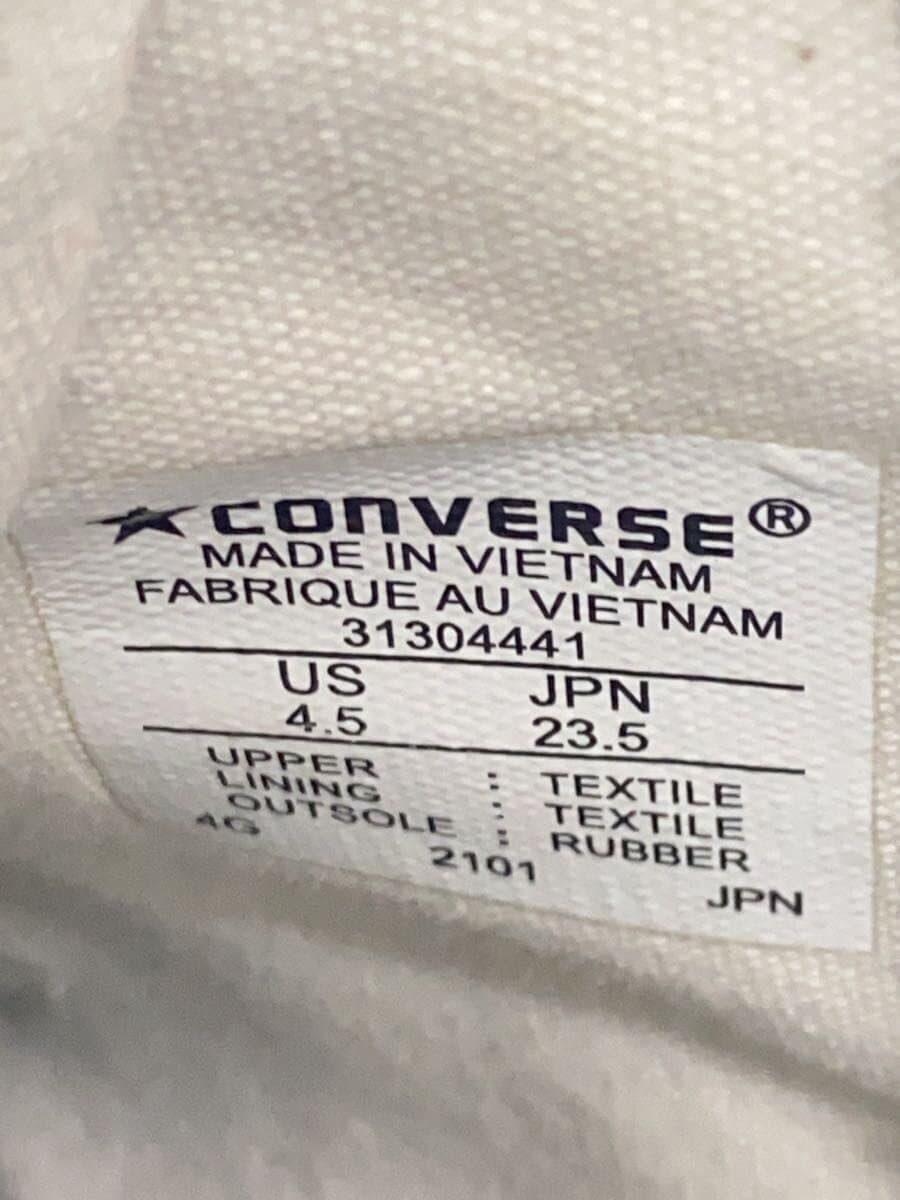 CONVERSE®
MADE IN VIETNAM
FABRIQUE AU VIETNAM
31304441
US JPN
4.5 23.5
UPPER : TEXTILE
LINING : TEXTILE
OUTSOLE : RUBBER
4G 2101 JPN